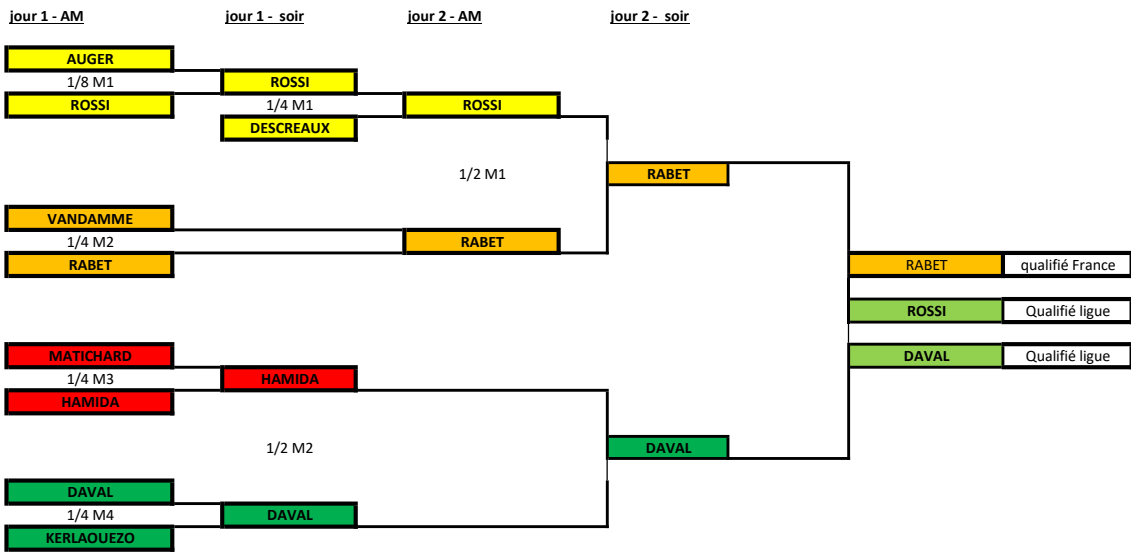 jour 1 - AM
jour 1 - soir
jour 2 - AM
jour 2 - soir
AUGER
1/8 M1
ROSSI
ROSSI
1/4 M1
DESCREAUX
ROSSI
1/2 M1
RABET
VANDAMME
1/4 M2
RABET
RABET
RABET qualifié France
ROSSI Qualifié ligue
DAVAL Qualifié ligue
MATICHARD
1/4 M3
HAMIDA
HAMIDA
1/2 M2
DAVAL
DAVAL
1/4 M4
KERLAOUEZO
DAVAL